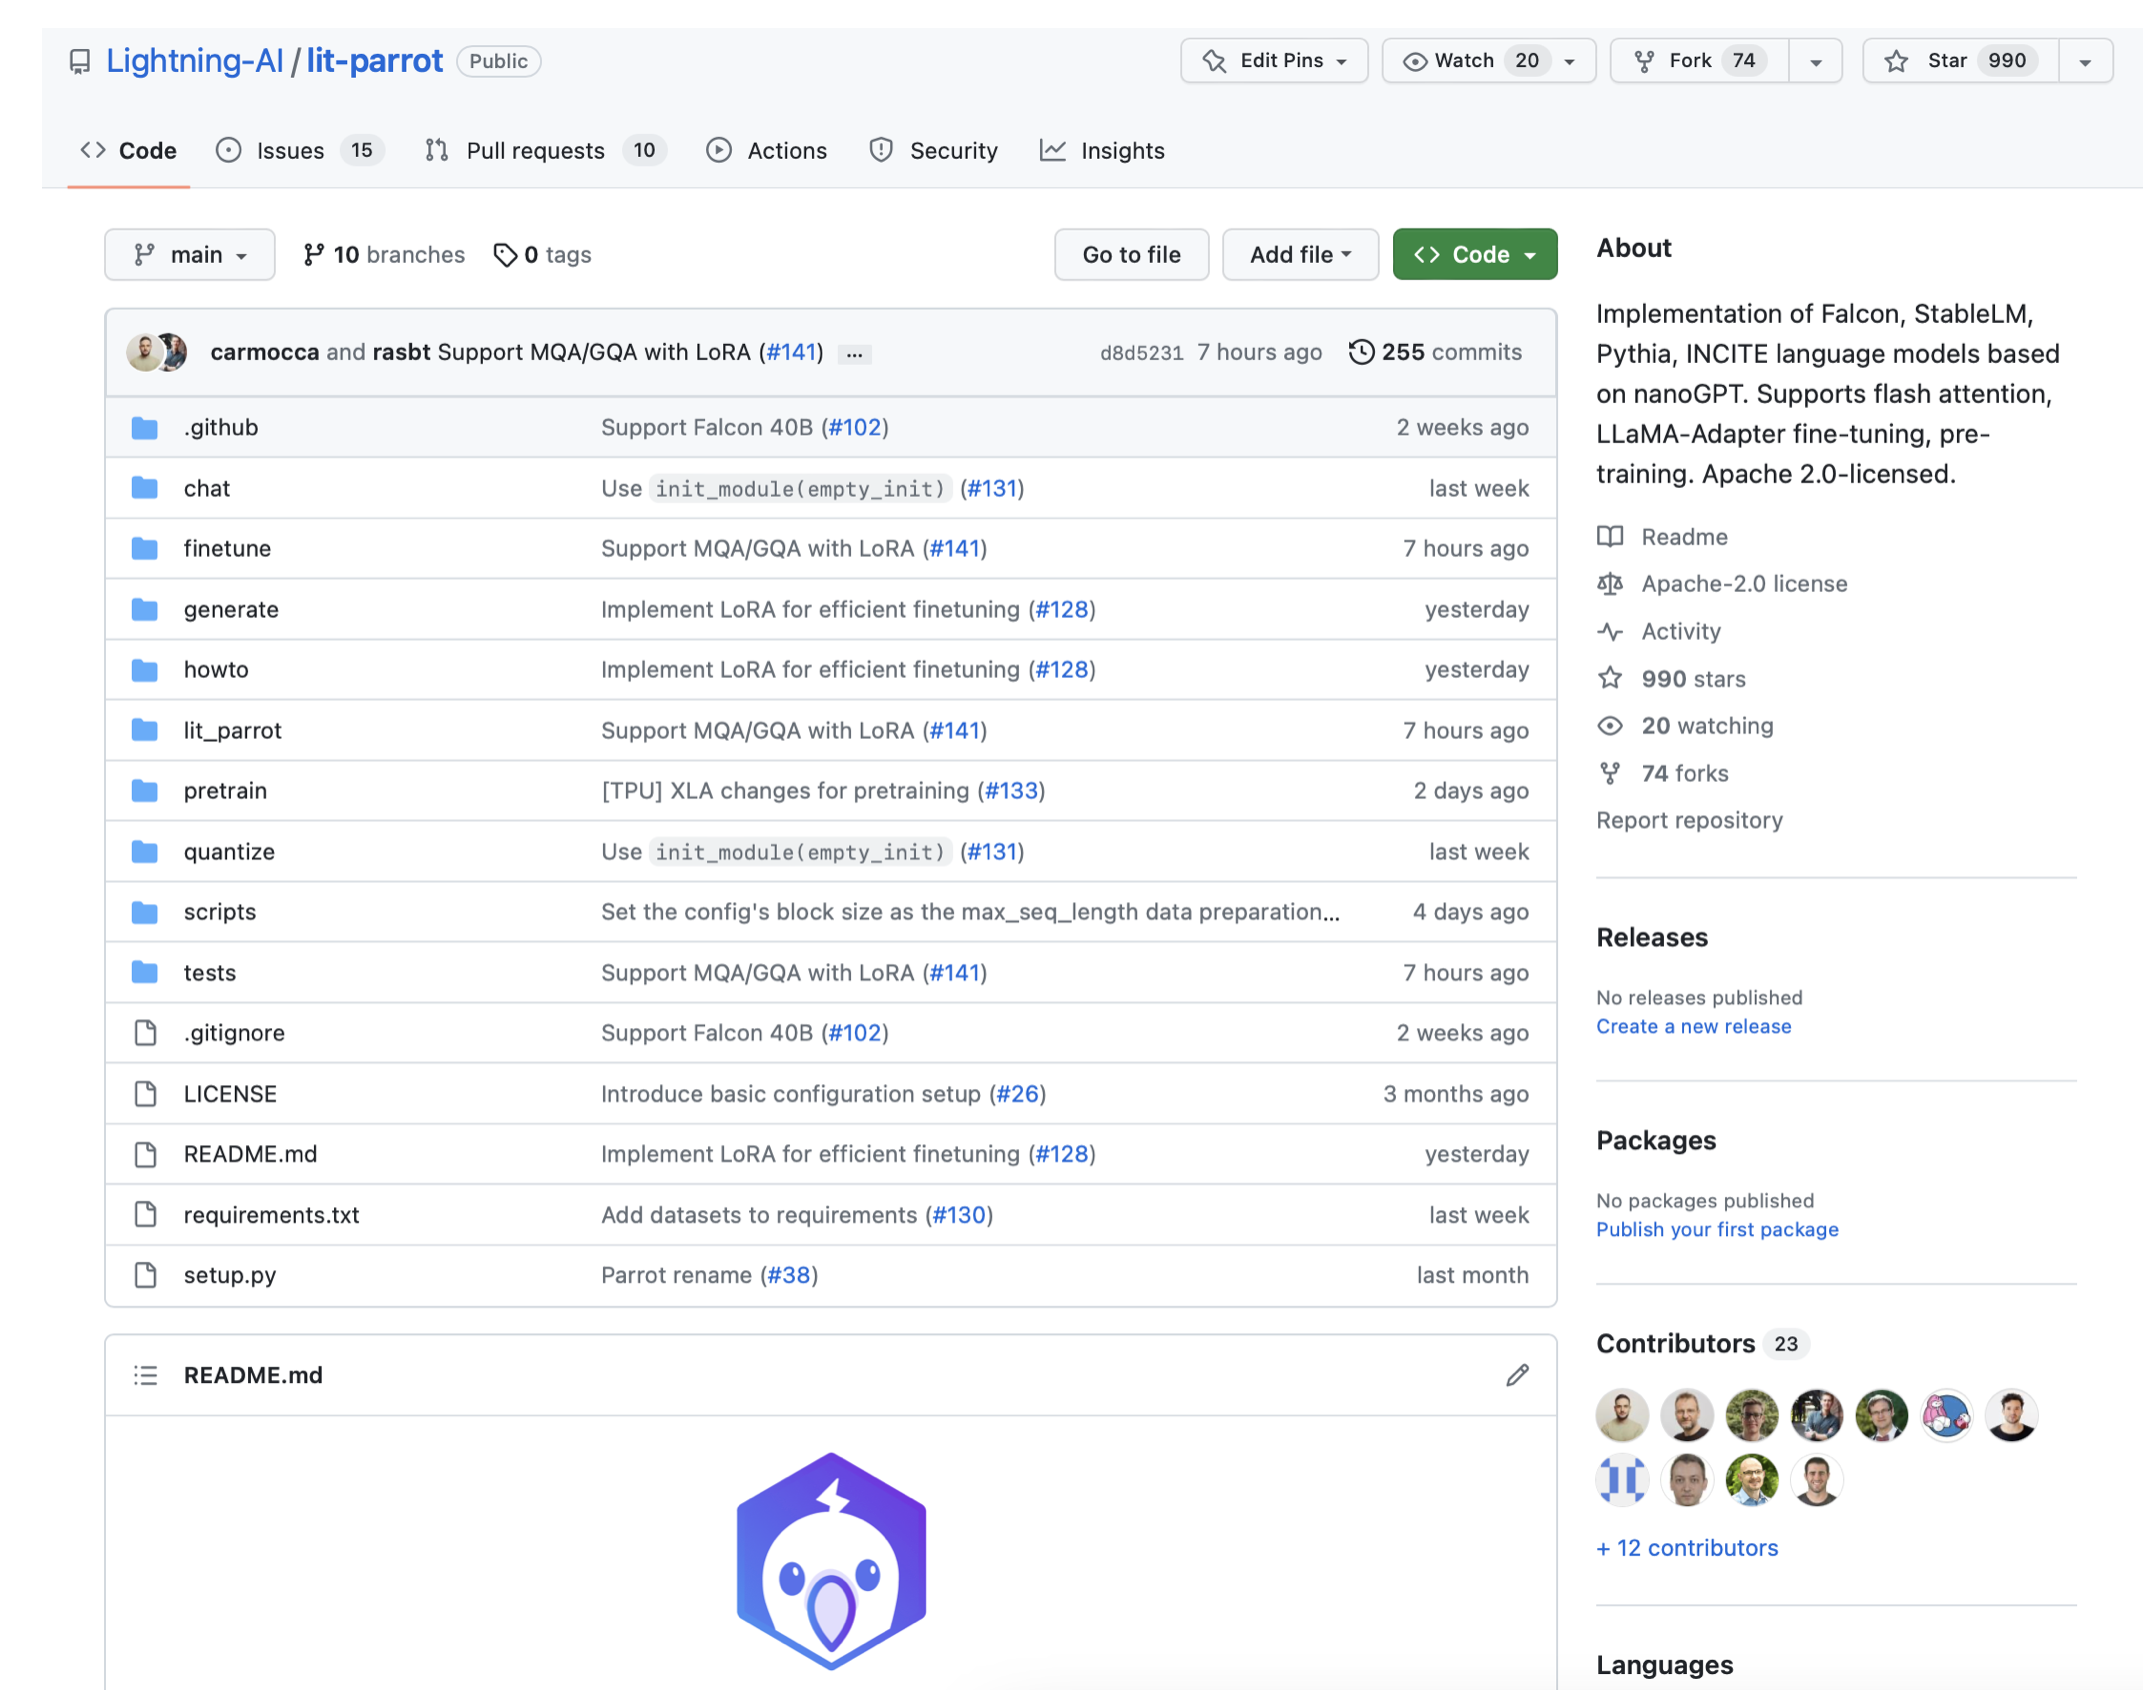 Lightning-AI / lit-parrot Public Edit Pins Watch 20 Fork 74 Star 990
Code Issues 15 Pull requests 10 Actions Security Insights
main 10 branches 0 tags Go to file Add file Code
carmocca and rasbt Support MQA/GQA with LoRA (#141) ... d8d5231 7 hours ago 255 commits
.github Support Falcon 40B (#102) 2 weeks ago
chat Use init_module(empty_init) (#131) last week
finetune Support MQA/GQA with LoRA (#141) 7 hours ago
generate Implement LoRA for efficient finetuning (#128) yesterday
howto Implement LoRA for efficient finetuning (#128) yesterday
lit_parrot Support MQA/GQA with LoRA (#141) 7 hours ago
pretrain [TPU] XLA changes for pretraining (#133) 2 days ago
quantize Use init_module(empty_init) (#131) last week
scripts Set the config's block size as the max_seq_length data preparation... 4 days ago
tests Support MQA/GQA with LoRA (#141) 7 hours ago
.gitignore Support Falcon 40B (#102) 2 weeks ago
LICENSE Introduce basic configuration setup (#26) 3 months ago
README.md Implement LoRA for efficient finetuning (#128) yesterday
requirements.txt Add datasets to requirements (#130) last week
setup.py Parrot rename (#38) last month
README.md
About
Implementation of Falcon, StableLM,
Pythia, INCITE language models based
on nanoGPT. Supports flash attention,
LLaMA-Adapter fine-tuning, pre-
training. Apache 2.0-licensed.
Readme
Apache-2.0 license
Activity
990 stars
20 watching
74 forks
Report repository
Releases
No releases published
Create a new release
Packages
No packages published
Publish your first package
Contributors 23
+ 12 contributors
Languages